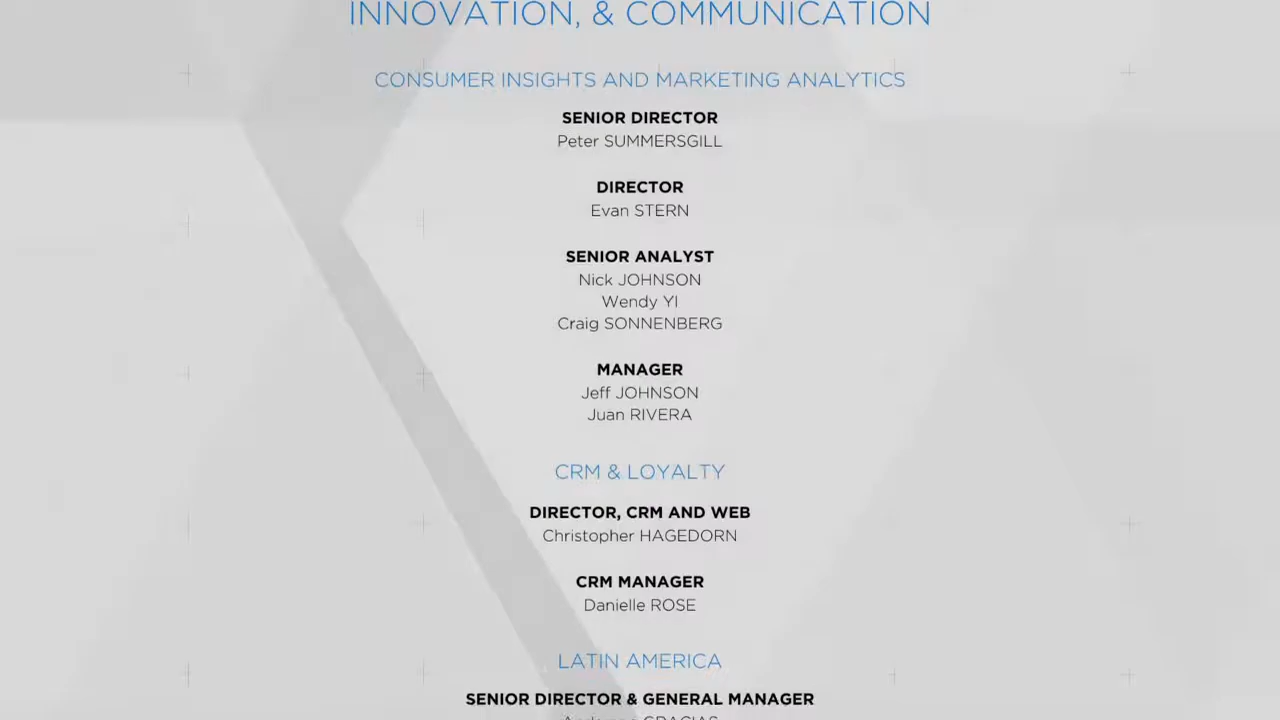 INNOVATION, & COMMUNICATION
CONSUMER INSIGHTS AND MARKETING ANALYTICS
SENIOR DIRECTOR
Peter SUMMERSGILL
DIRECTOR
Evan STERN
SENIOR ANALYST
Nick JOHNSON
Wendy YI
Craig SONNENBERG
MANAGER
Jeff JOHNSON
Juan RIVERA
CRM & LOYALTY
DIRECTOR, CRM AND WEB
Christopher HAGEDORN
CRM MANAGER
Danielle ROSE
LATIN AMERICA
SENIOR DIRECTOR & GENERAL MANAGER
GRACIAS